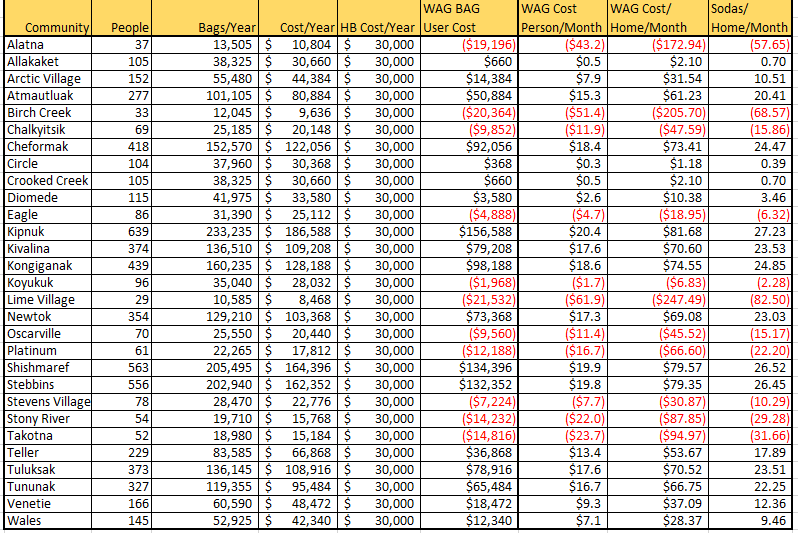 WAG BAG WAG Cost WAG Cost/ Sodas/
Community People Bags/Year Cost/Year HB Cost/Year User Cost Person/Month Home/Month Home/Month
Alatna 37 13,505 $ 10,804 $ 30,000 ($19,196) ($43.2) ($172.94) (57.65)
Allakaket 105 38,325 $ 30,660 $ 30,000 $660 $0.5 $2.10 0.70
Arctic Village 152 55,480 $ 44,384 $ 30,000 $14,384 $7.9 $31.54 10.51
Atmautluak 277 101,105 $ 80,884 $ 30,000 $50,884 $15.3 $61.23 20.41
Birch Creek 33 12,045 $ 9,636 $ 30,000 ($20,364) ($51.4) ($205.70) (68.57)
Chalkyitsik 69 25,185 $ 20,148 $ 30,000 ($9,852) ($11.9) ($47.59) (15.86)
Cheformak 418 152,570 $ 122,056 $ 30,000 $92,056 $18.4 $73.41 24.47
Circle 104 37,960 $ 30,368 $ 30,000 $368 $0.3 $1.18 0.39
Crooked Creek 105 38,325 $ 30,660 $ 30,000 $660 $0.5 $2.10 0.70
Diomede 115 41,975 $ 33,580 $ 30,000 $3,580 $2.6 $10.38 3.46
Eagle 86 31,390 $ 25,112 $ 30,000 ($4,888) ($4.7) ($18.95) (6.32)
Kipnuk 639 233,235 $ 186,588 $ 30,000 $156,588 $20.4 $81.68 27.23
Kivalina 374 136,510 $ 109,208 $ 30,000 $79,208 $17.6 $70.60 23.53
Kongiganak 439 160,235 $ 128,188 $ 30,000 $98,188 $18.6 $74.55 24.85
Koyukuk 96 35,040 $ 28,032 $ 30,000 ($1,968) ($1.7) ($6.83) (2.28)
Lime Village 29 10,585 $ 8,468 $ 30,000 ($21,532) ($61.9) ($247.49) (82.50)
Newtok 354 129,210 $ 103,368 $ 30,000 $73,368 $17.3 $69.08 23.03
Oscarville 70 25,550 $ 20,440 $ 30,000 ($9,560) ($11.4) ($45.52) (15.17)
Platinum 61 22,265 $ 17,812 $ 30,000 ($12,188) ($16.7) ($66.60) (22.20)
Shishmaref 563 205,495 $ 164,396 $ 30,000 $134,396 $19.9 $79.57 26.52
Stebbins 556 202,940 $ 162,352 $ 30,000 $132,352 $19.8 $79.35 26.45
Stevens Village 78 28,470 $ 22,776 $ 30,000 ($7,224) ($7.7) ($30.87) (10.29)
Stony River 54 19,710 $ 15,768 $ 30,000 ($14,232) ($22.0) ($87.85) (29.28)
Takotna 52 18,980 $ 15,184 $ 30,000 ($14,816) ($23.7) ($94.97) (31.66)
Teller 229 83,585 $ 66,868 $ 30,000 $36,868 $13.4 $53.67 17.89
Tuluksak 373 136,145 $ 108,916 $ 30,000 $78,916 $17.6 $70.52 23.51
Tununak 327 119,355 $ 95,484 $ 30,000 $65,484 $16.7 $66.75 22.25
Venetie 166 60,590 $ 48,472 $ 30,000 $18,472 $9.3 $37.09 12.36
Wales 145 52,925 $ 42,340 $ 30,000 $12,340 $7.1 $28.37 9.46